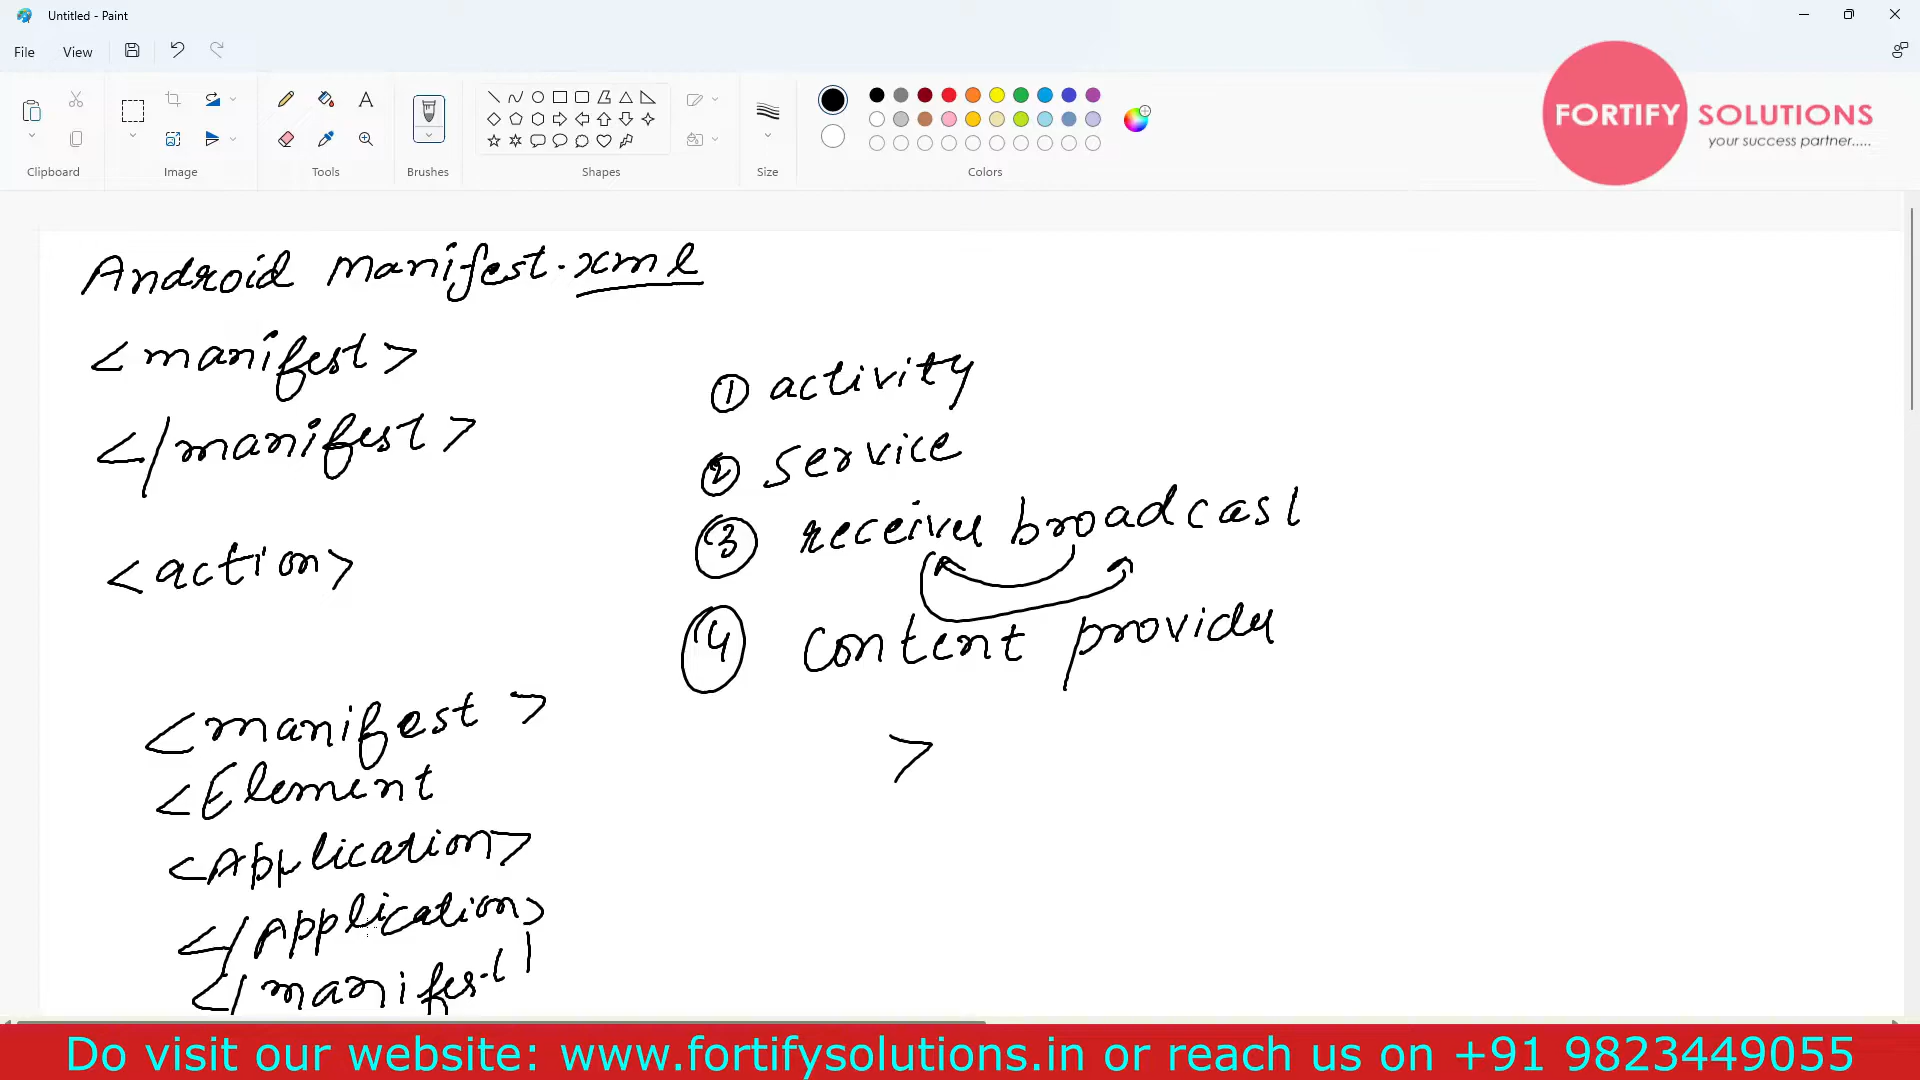 Untitled - Paint
File
View
Clipboard
Image
Tools
Brushes
Shapes
Size
Colors
A
FORTIFY SOLUTIONS
your success partner.....
Android Manifest.xml
<manifest>
</manifest>
<action>
① activity
② service
③ receiver broadcast
④ content provider
>
<manifest >
<Element
<Application>
</Application>
</manifest
Do visit our website: www.fortifysolutions.in or reach us on +91 9823449055